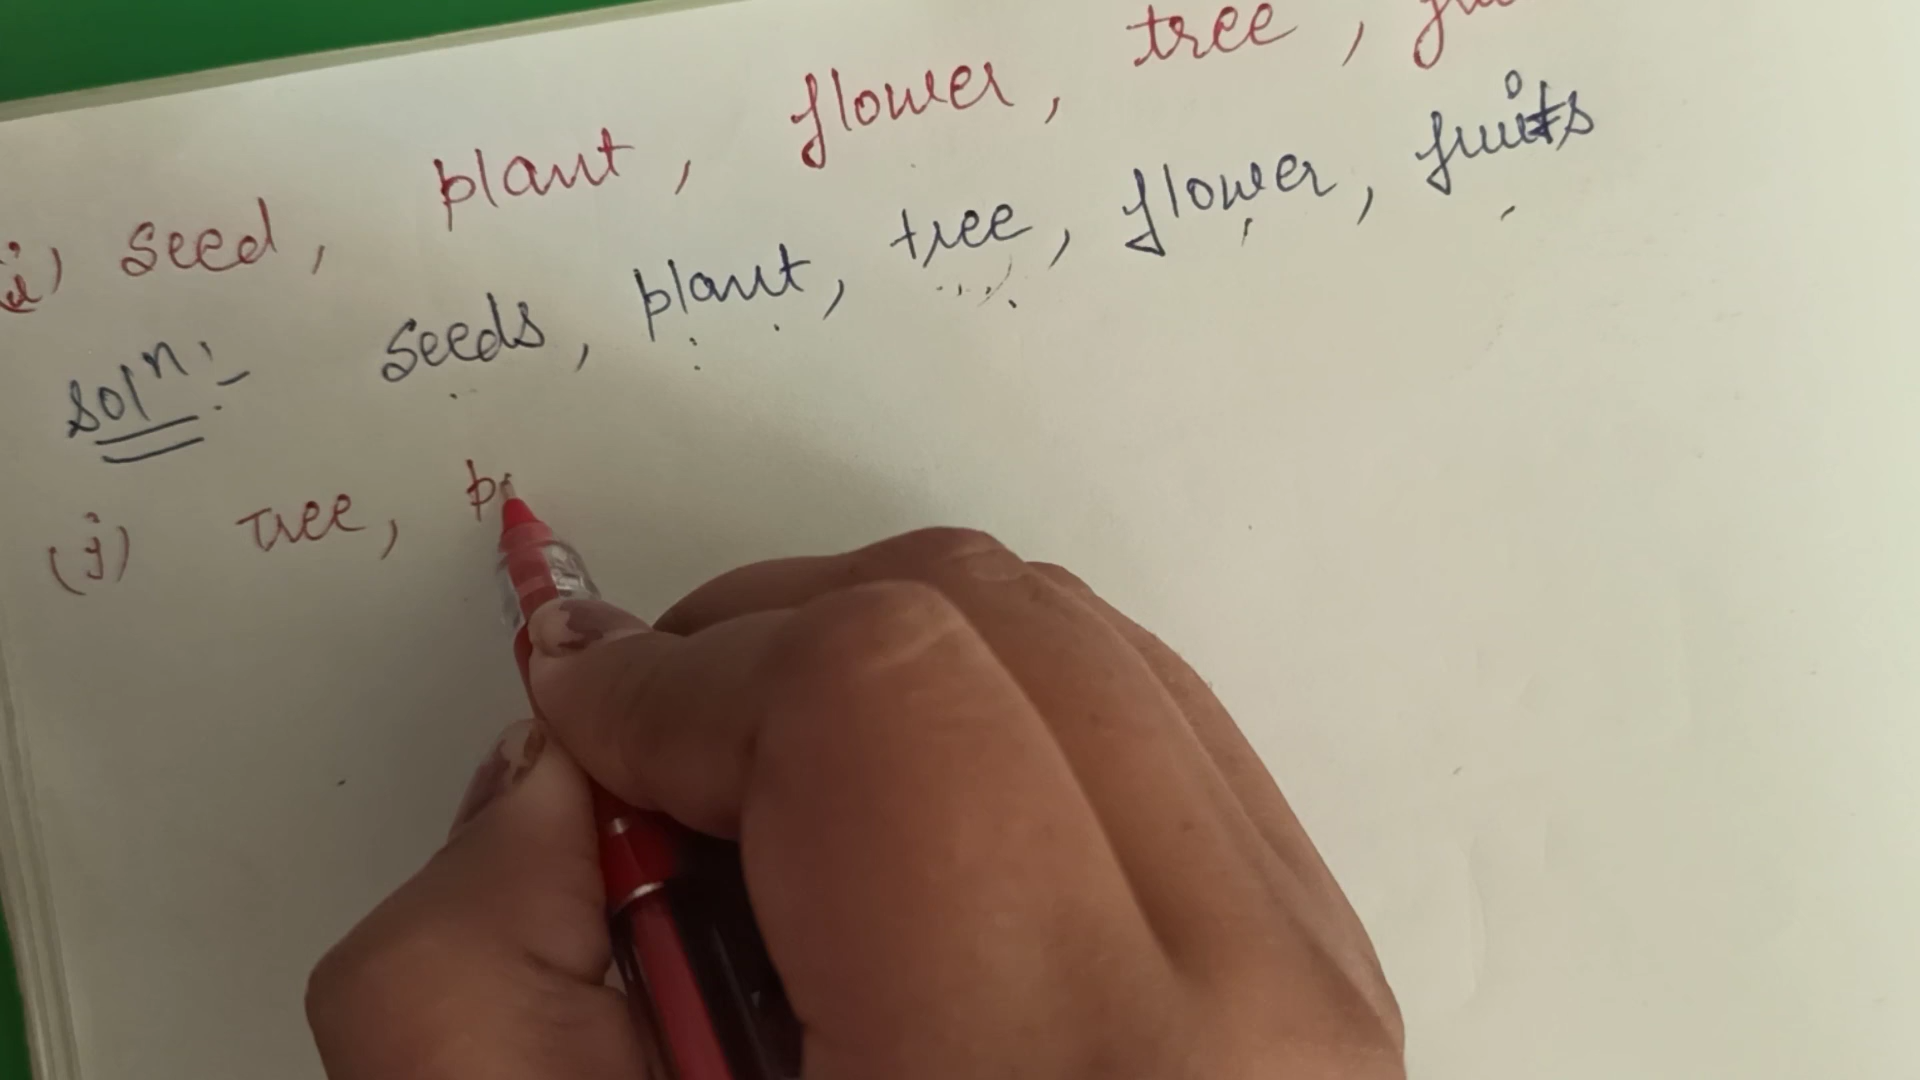 i) seed, plant, flower, tree,
Solⁿ:- seeds, plant, tree, flower, fruits
(j) Tree,